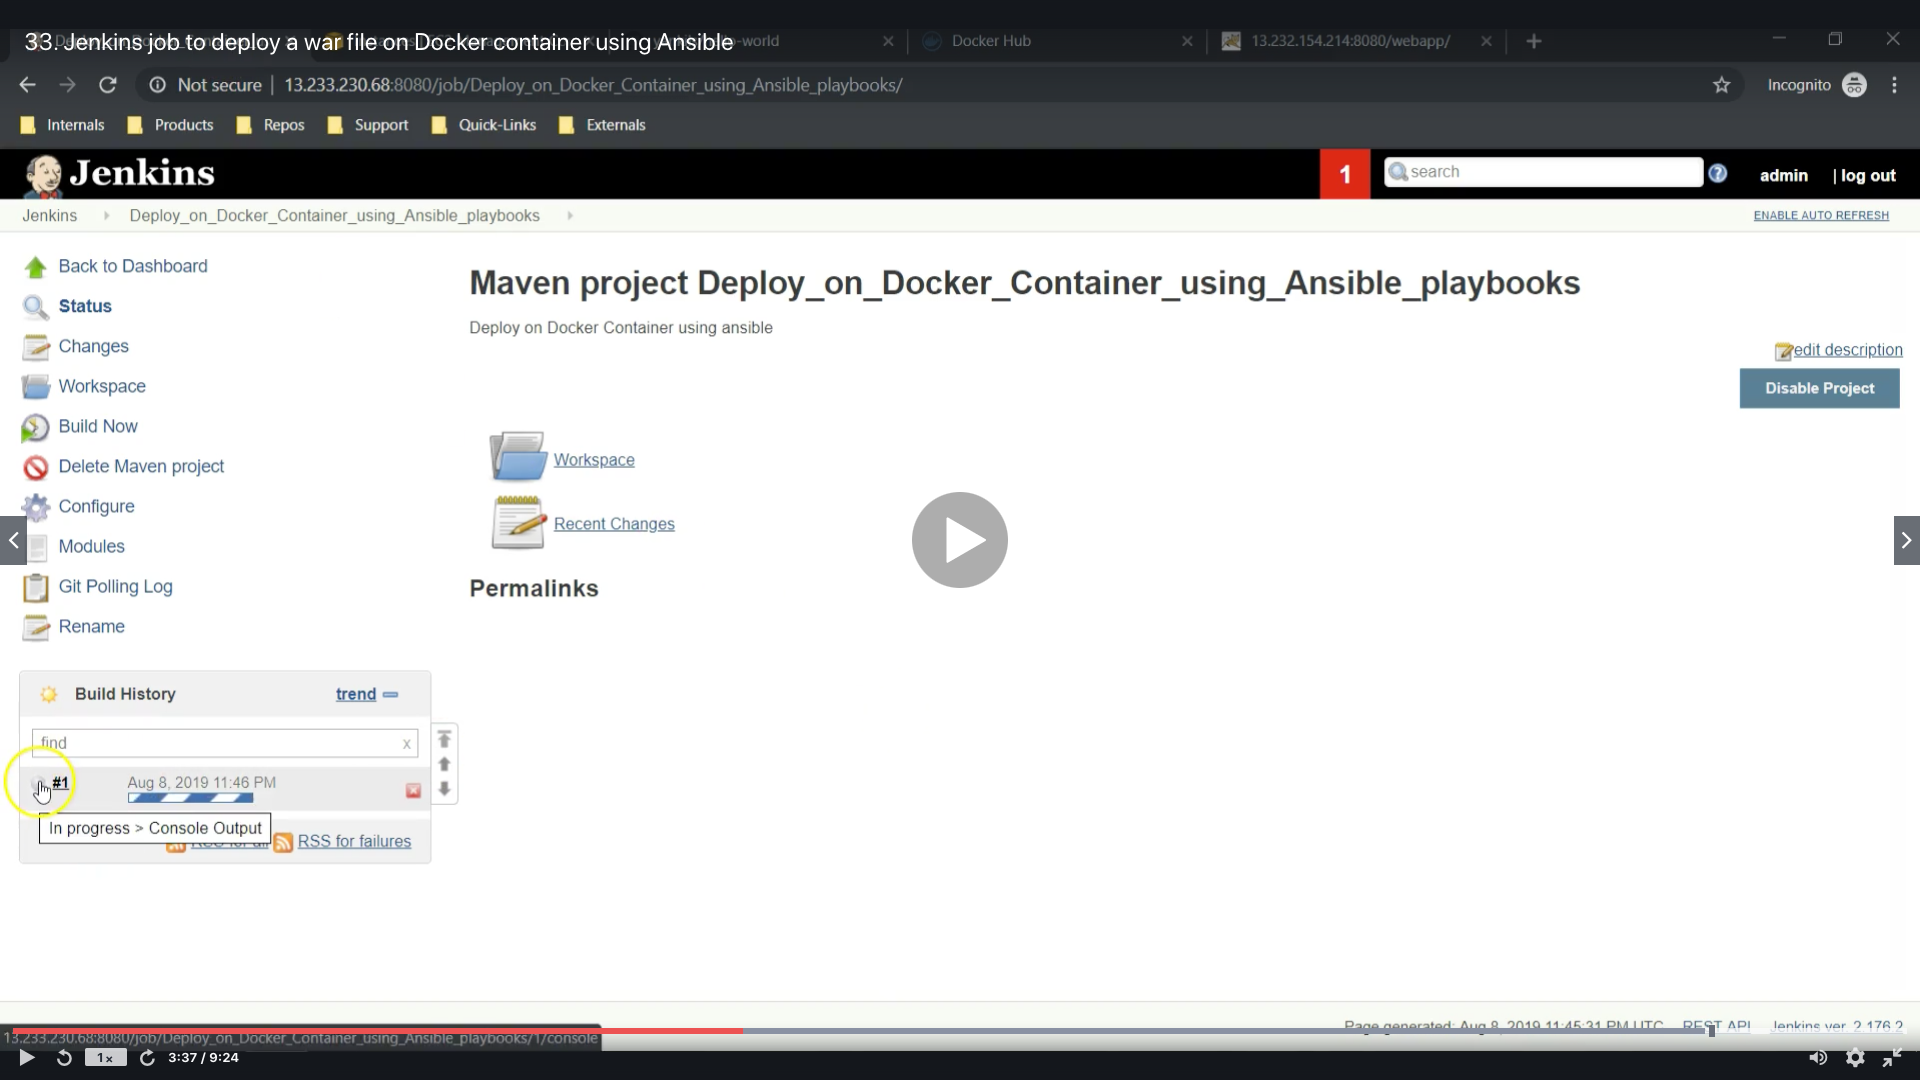 33. Jenkins job to deploy a war file on Docker container using Ansible
Docker Hub
13.232.154.214:8080/webapp/
Not secure
13.233.230.68:8080/job/Deploy_on_Docker_Container_using_Ansible_playbooks/
Incognito
Internals
Products
Repos
Support
Quick-Links
Externals
Jenkins
1
search
admin
| log out
Jenkins
Deploy_on_Docker_Container_using_Ansible_playbooks
ENABLE AUTO REFRESH
Back to Dashboard
Status
Changes
Workspace
Build Now
Delete Maven project
Configure
Modules
Git Polling Log
Rename
Maven project Deploy_on_Docker_Container_using_Ansible_playbooks
Deploy on Docker Container using ansible
edit description
Disable Project
Workspace
Recent Changes
Permalinks
Build History
trend
find
x
#1
Aug 8, 2019 11:46 PM
In progress > Console Output
RSS for failures
Page generated: Aug 8, 2019 11:45:31 PM UTC
REST API
Jenkins ver. 2.176.2
13.233.230.68:8080/job/Deploy_on_Docker_Container_using_Ansible_playbooks/1/console
1x
3:37 / 9:24